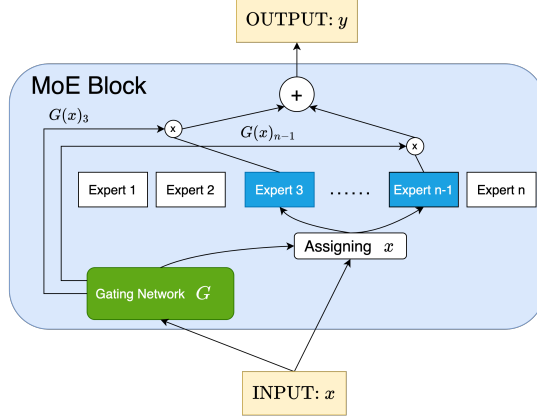 OUTPUT: y
MoE Block
+
G(x)₃
x
G(x)ₙ₋₁
x
Expert 1
Expert 2
Expert 3
......
Expert n-1
Expert n
Assigning x
Gating Network G
INPUT: x